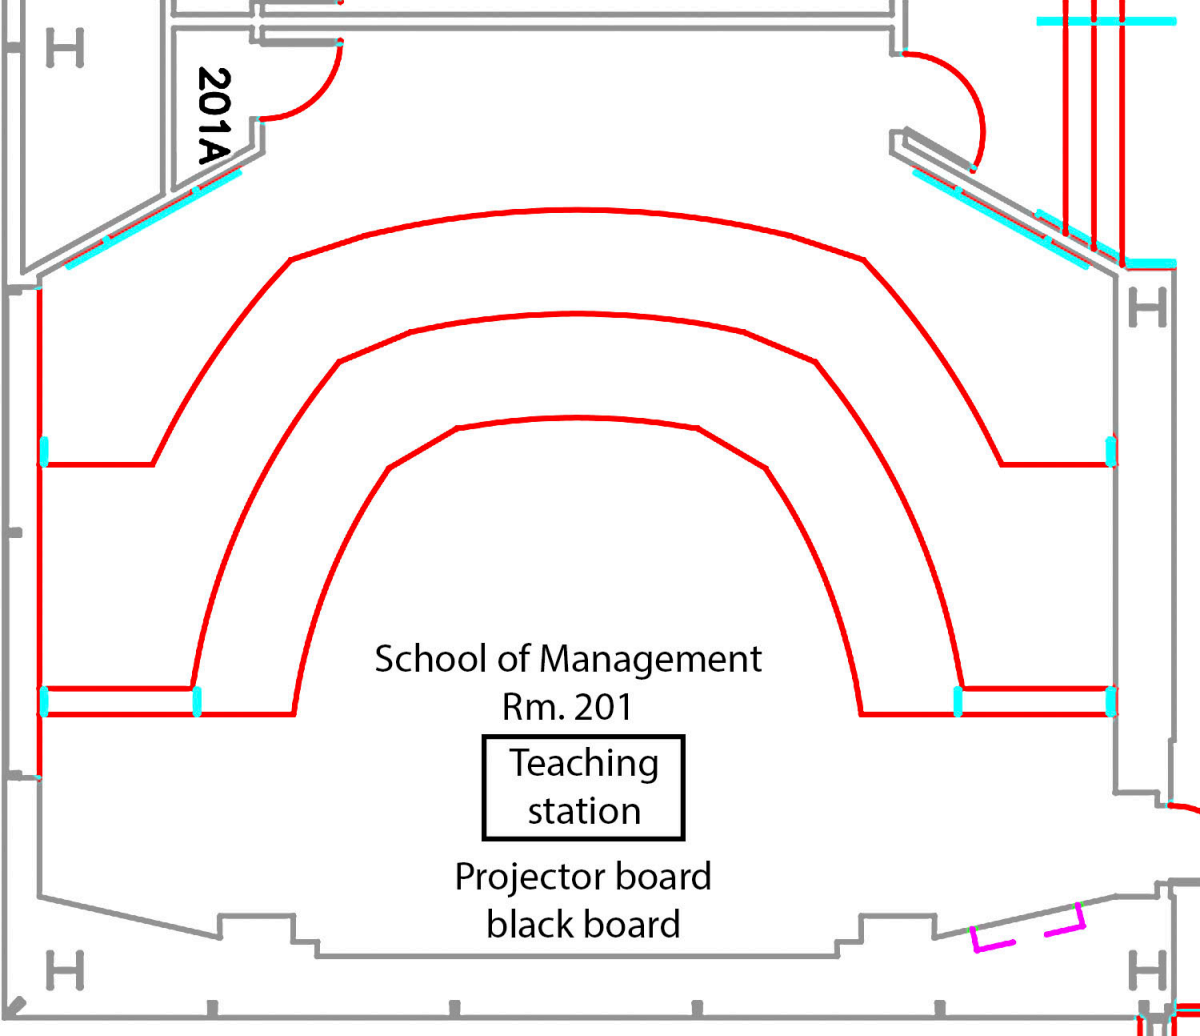 201A
School of Management
Rm. 201
Teaching
station
Projector board
black board